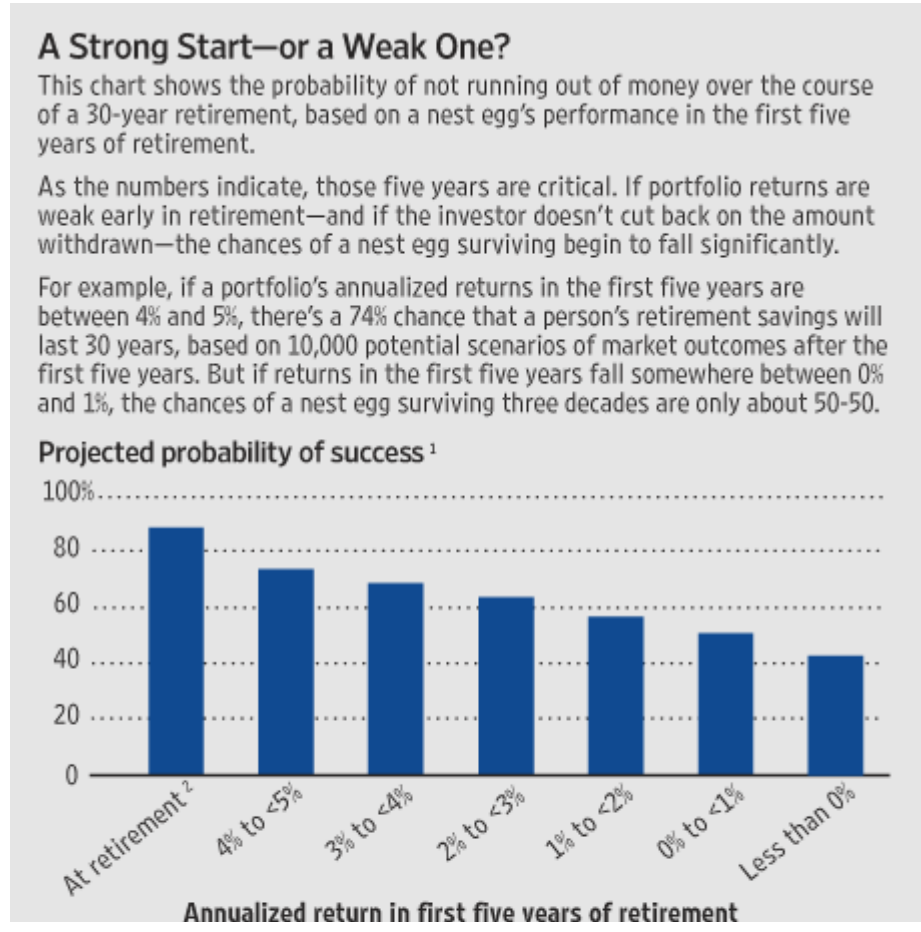 A Strong Start—or a Weak One?
This chart shows the probability of not running out of money over the course
of a 30-year retirement, based on a nest egg’s performance in the first five
years of retirement.
As the numbers indicate, those five years are critical. If portfolio returns are
weak early in retirement—and if the investor doesn’t cut back on the amount
withdrawn—the chances of a nest egg surviving begin to fall significantly.
For example, if a portfolio’s annualized returns in the first five years are
between 4% and 5%, there’s a 74% chance that a person’s retirement savings will
last 30 years, based on 10,000 potential scenarios of market outcomes after the
first five years. But if returns in the first five years fall somewhere between 0%
and 1%, the chances of a nest egg surviving three decades are only about 50-50.
Projected probability of success ¹
100%
80
60
40
20
0
At retirement ²
4% to <5%
3% to <4%
2% to <3%
1% to <2%
0% to <1%
Less than 0%
Annualized return in first five years of retirement